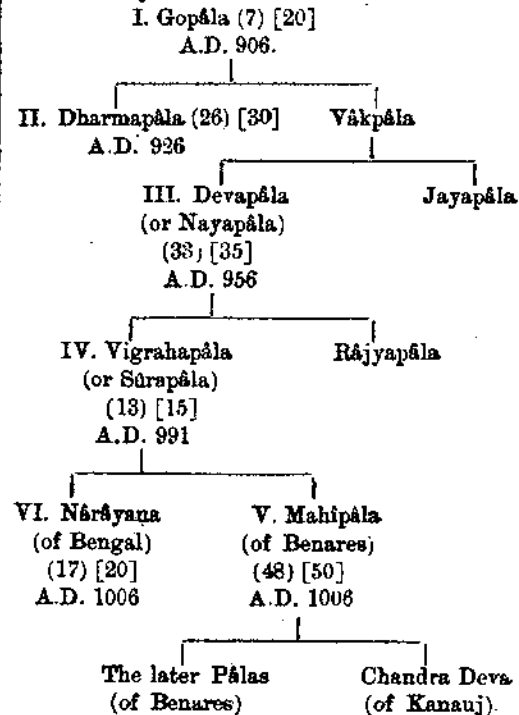 I. Gopâla (7) [20]
A.D. 906.
II. Dharmapâla (26) [30]
A.D. 926
Vâkpâla
III. Devapâla
(or Nayapâla)
(33) [35]
A.D. 956
Jayapâla
IV. Vigrahapâla
(or Sûrapâla)
(13) [15]
A.D. 991
Râjyapâla
VI. Nârâyaṇa
(of Bengal)
(17) [20]
A.D. 1006
V. Mahîpâla
(of Benares)
(48) [50]
A.D. 1006
The later Pâlas
(of Benares)
Chandra Deva
(of Kanauj).